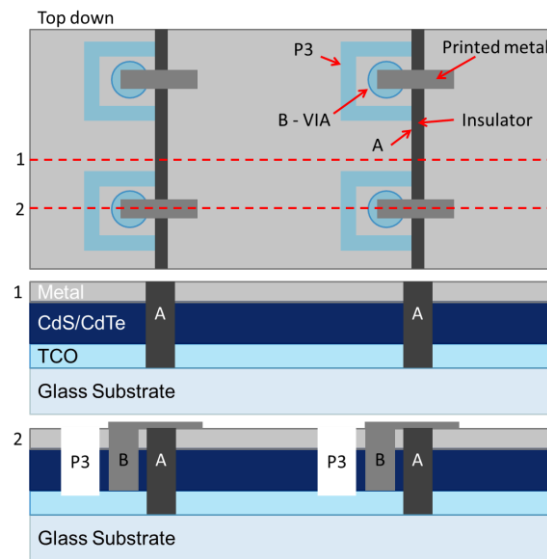 Top down
P3
Printed metal
B - VIA
Insulator
A
1
2
1
Metal
A
A
CdS/CdTe
TCO
Glass Substrate
2
P3
B
A
P3
B
A
Glass Substrate